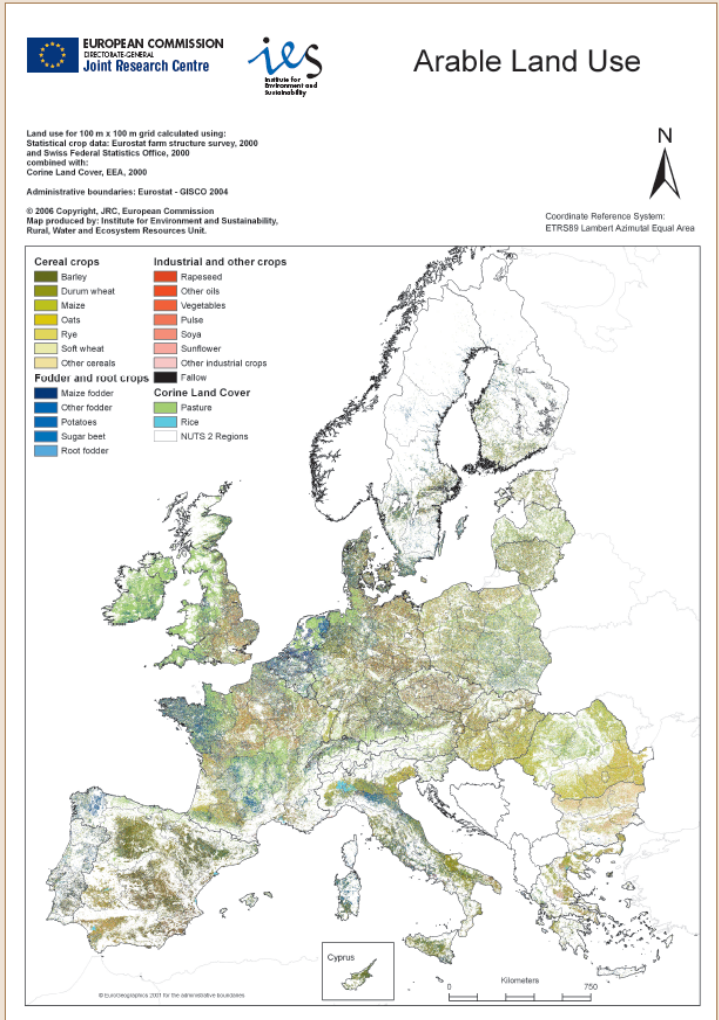 EUROPEAN COMMISSION
DIRECTORATE-GENERAL
Joint Research Centre
ies
Institute for
Environment and
Sustainability
Arable Land Use
Land use for 100 m x 100 m grid calculated using:
Statistical crop data: Eurostat farm structure survey, 2000
and Swiss Federal Statistics Office, 2000
combined with:
Corine Land Cover, EEA, 2000
Administrative boundaries: Eurostat - GISCO 2004
© 2006 Copyright, JRC, European Commission
Map produced by: Institute for Environment and Sustainability,
Rural, Water and Ecosystem Resources Unit.
N
Coordinate Reference System:
ETRS89 Lambert Azimutal Equal Area
Cereal crops
Barley
Durum wheat
Maize
Oats
Rye
Soft wheat
Other cereals
Fodder and root crops
Maize fodder
Other fodder
Potatoes
Sugar beet
Root fodder
Industrial and other crops
Rapeseed
Other oils
Vegetables
Pulse
Soya
Sunflower
Other industrial crops
Fallow
Corine Land Cover
Pasture
Rice
NUTS 2 Regions
Cyprus
Kilometers
0 750
© EuroGeographics 2001 for the administrative boundaries